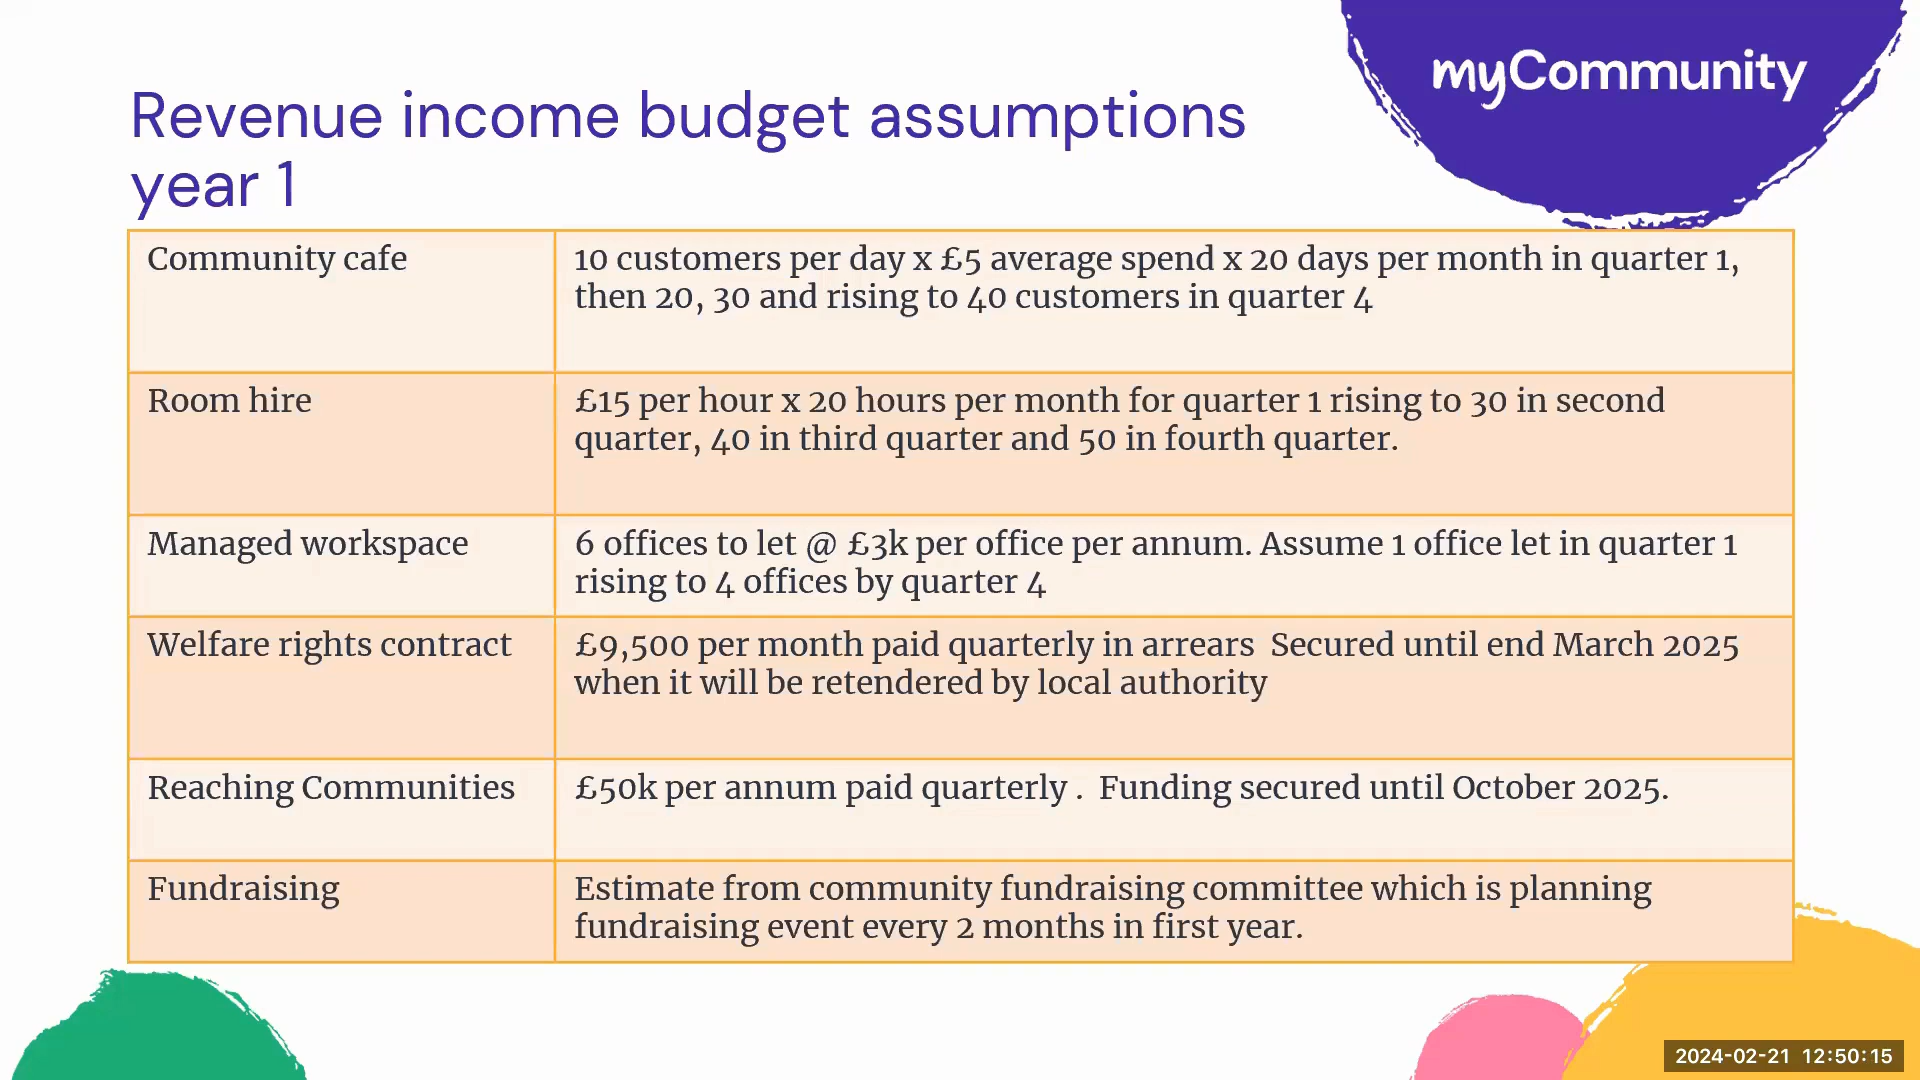 myCommunity
Revenue income budget assumptions
year 1
Community cafe
10 customers per day x £5 average spend x 20 days per month in quarter 1,
then 20, 30 and rising to 40 customers in quarter 4
Room hire
£15 per hour x 20 hours per month for quarter 1 rising to 30 in second
quarter, 40 in third quarter and 50 in fourth quarter.
Managed workspace
6 offices to let @ £3k per office per annum. Assume 1 office let in quarter 1
rising to 4 offices by quarter 4
Welfare rights contract
£9,500 per month paid quarterly in arrears  Secured until end March 2025
when it will be retendered by local authority
Reaching Communities
£50k per annum paid quarterly .  Funding secured until October 2025.
Fundraising
Estimate from community fundraising committee which is planning
fundraising event every 2 months in first year.
2024-02-21  12:50:15